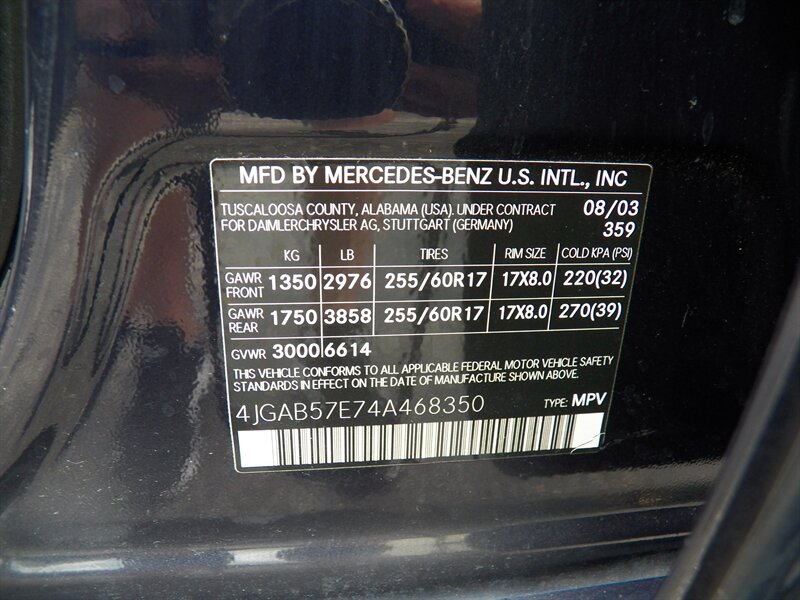 MFD BY MERCEDES-BENZ U.S. INTL., INC
TUSCALOOSA COUNTY, ALABAMA (USA). UNDER CONTRACT 08/03
FOR DAIMLERCHRYSLER AG, STUTTGART (GERMANY) 359
KG LB TIRES RIM SIZE COLD KPA (PSI)
GAWR FRONT 1350 2976 255/60R17 17X8.0 220(32)
GAWR REAR 1750 3858 255/60R17 17X8.0 270(39)
GVWR 3000 6614
THIS VEHICLE CONFORMS TO ALL APPLICABLE FEDERAL MOTOR VEHICLE SAFETY
STANDARDS IN EFFECT ON THE DATE OF MANUFACTURE SHOWN ABOVE.
4JGAB57E74A468350 TYPE: MPV